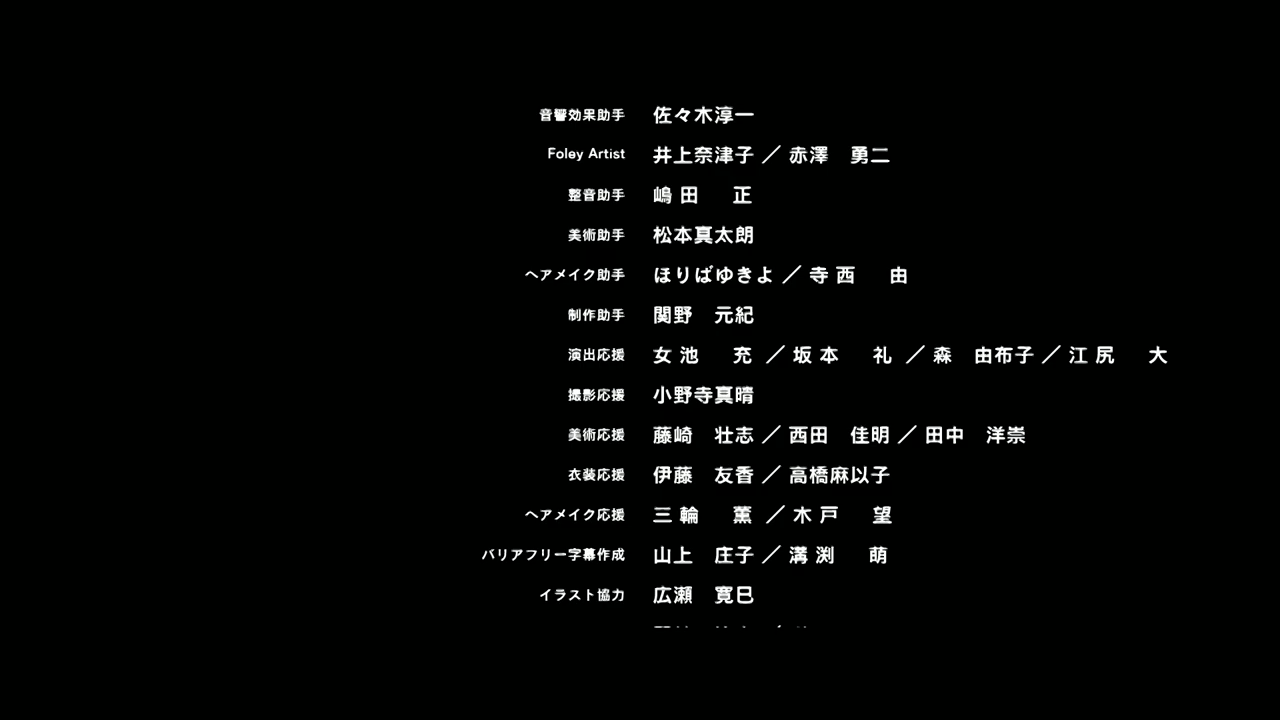 音響効果助手 佐々木淳一
Foley Artist 井上奈津子 ／ 赤澤　勇二
整音助手 嶋 田　正
美術助手 松本真太朗
ヘアメイク助手 ほりばゆきよ ／ 寺 西　由
制作助手 関野　元紀
演出応援 女 池　充 ／ 坂 本　礼 ／ 森　由布子 ／ 江 尻　大
撮影応援 小野寺真晴
美術応援 藤崎　壮志 ／ 西田　佳明 ／ 田中　洋崇
衣装応援 伊藤　友香 ／ 高橋麻以子
ヘアメイク応援 三 輪　薫 ／ 木 戸　望
バリアフリー字幕作成 山上　庄子 ／ 溝 渕　萌
イラスト協力 広瀬　寛巳